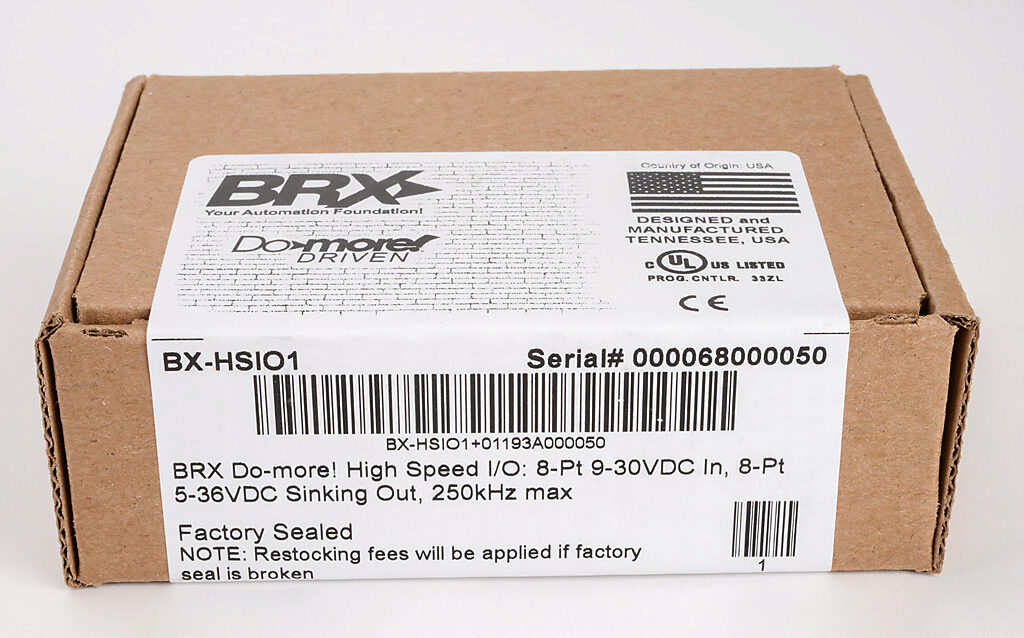 BRX
Your Automation Foundation!
Do-more!
DRIVEN
Country of Origin: USA
DESIGNED and
MANUFACTURED
TENNESSEE, USA
C UL US LISTED
PROG. CNTLR. 33ZL
CE
BX-HSIO1
Serial# 000068000050
BX-HSIO1+01193A000050
BRX Do-more! High Speed I/O: 8-Pt 9-30VDC In, 8-Pt
5-36VDC Sinking Out, 250kHz max
Factory Sealed
NOTE: Restocking fees will be applied if factory
seal is broken
1